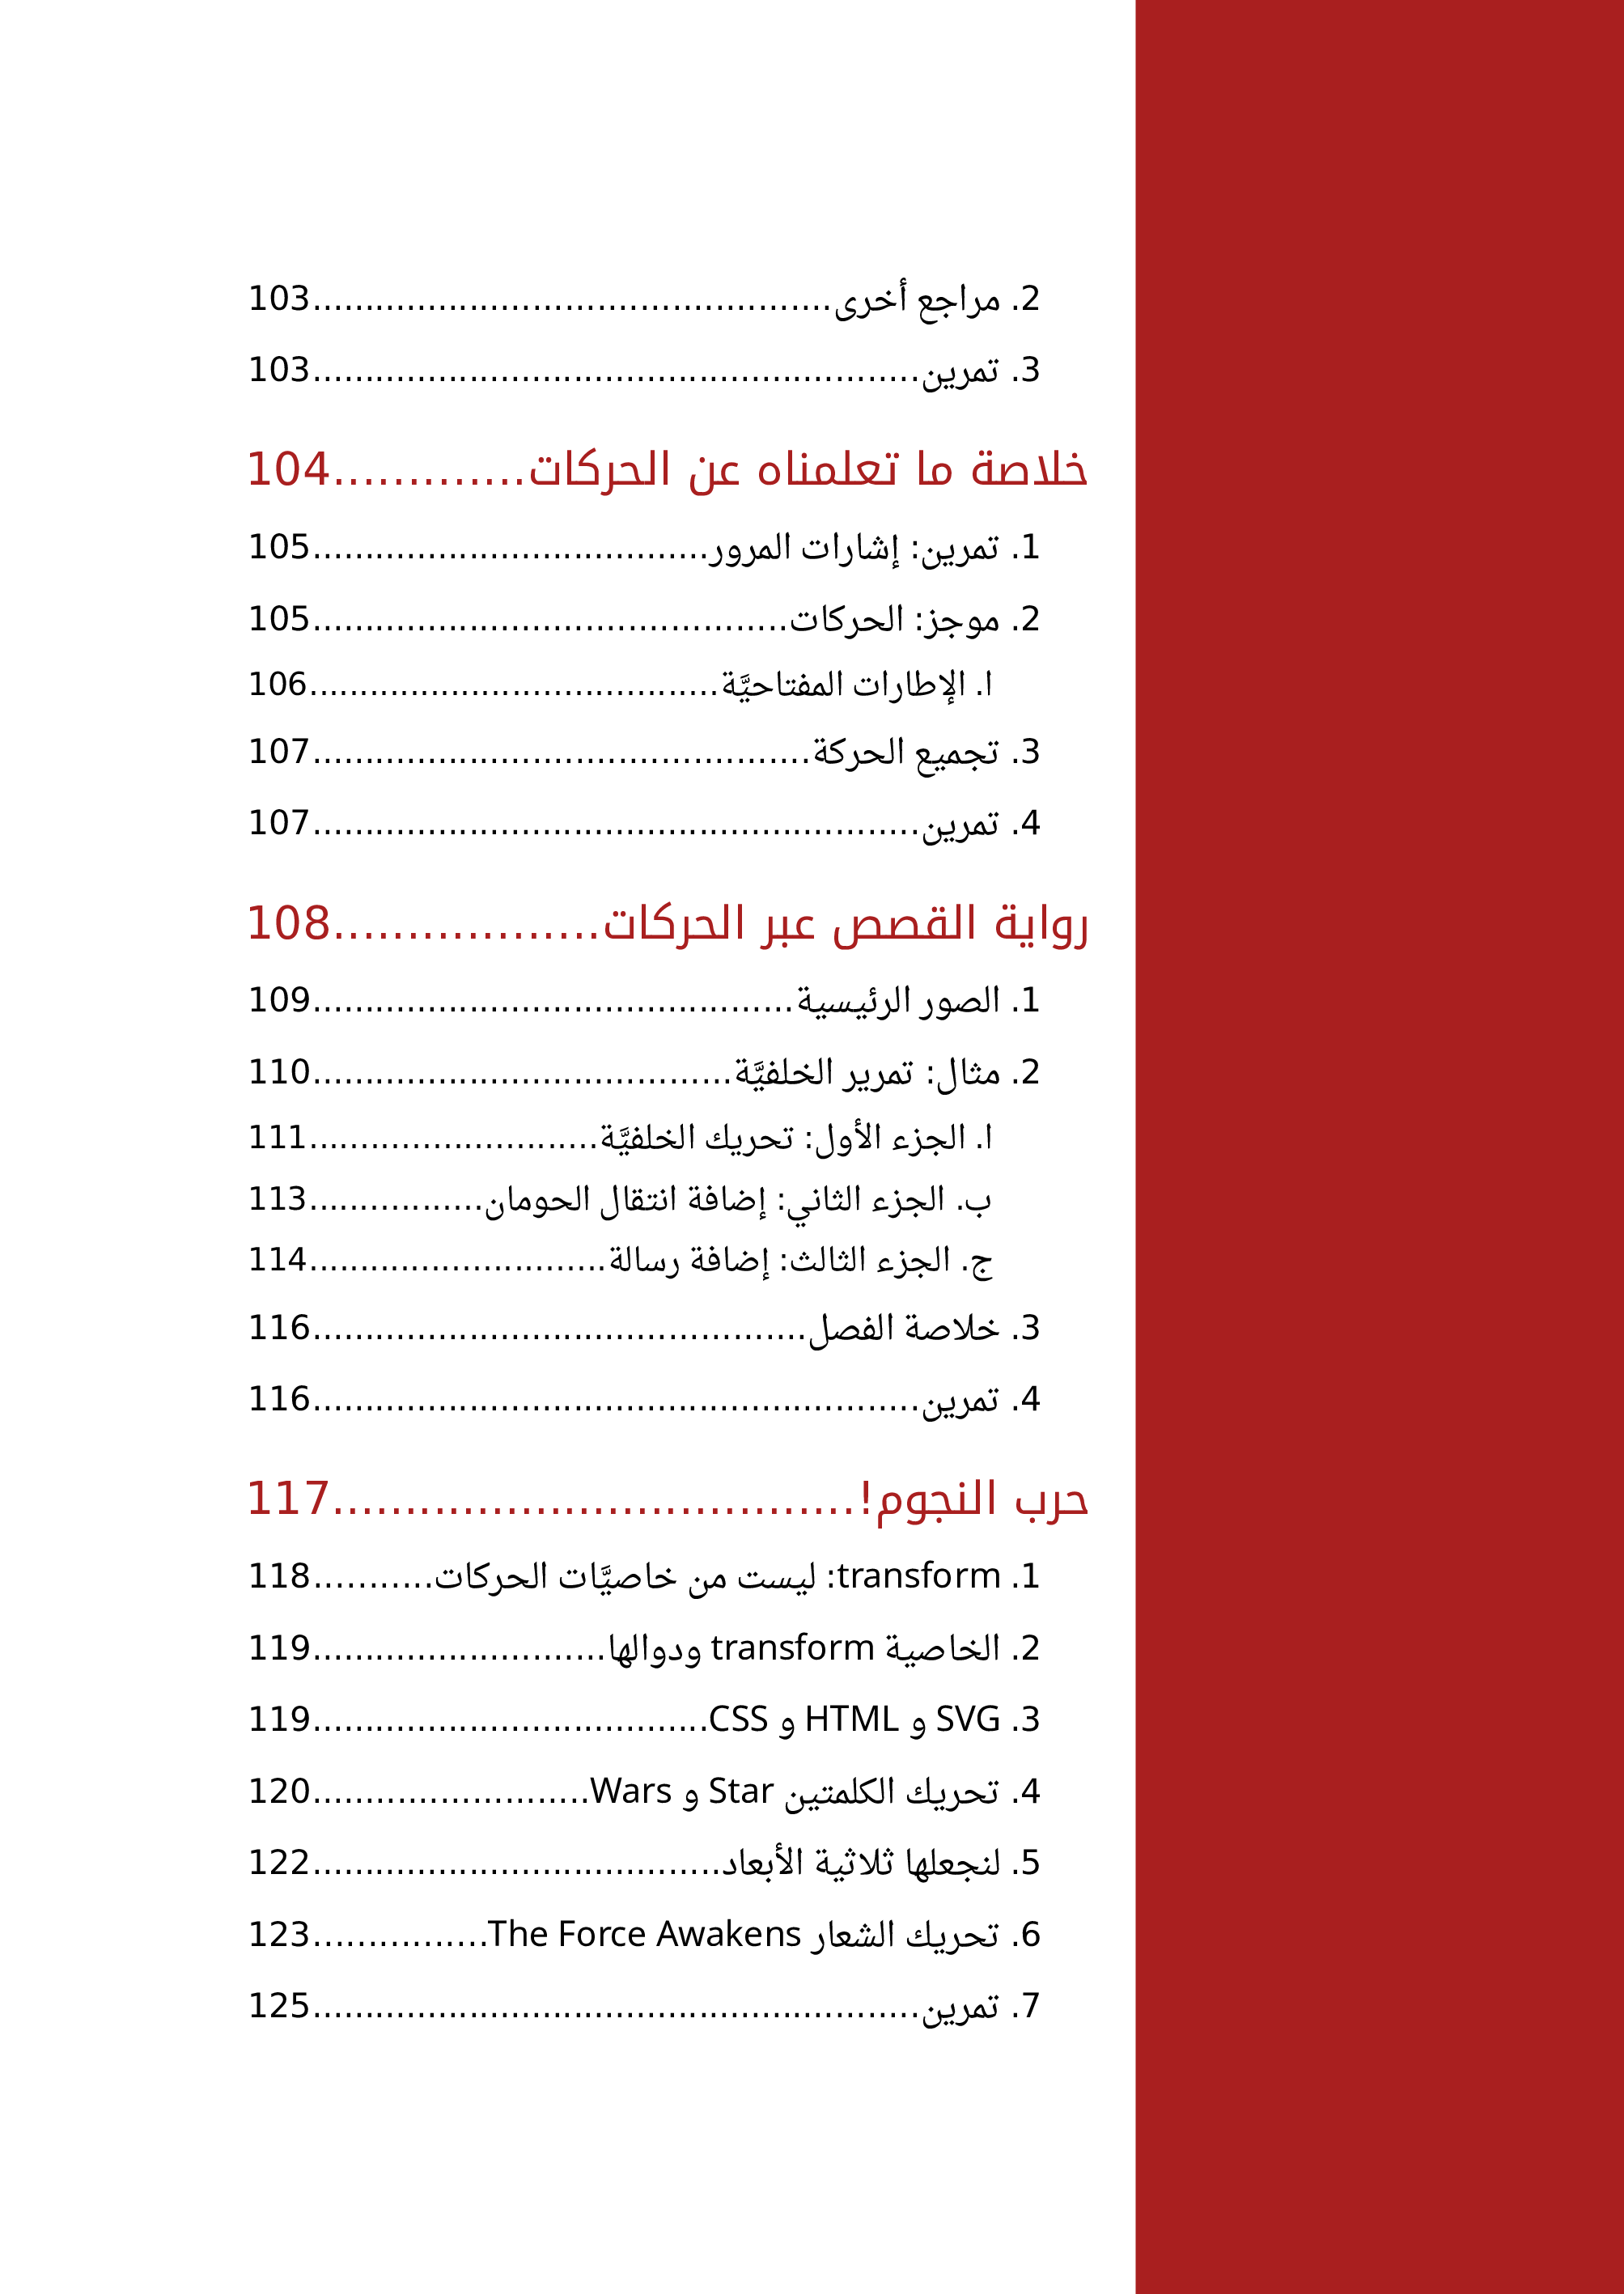 2. مراجع أخرى..................................................103
3. تمرين..........................................................103
خلاصة ما تعلمناه عن الحركات.............104
1. تمرين: إشارات المرور......................................105
2. موجز: الحركات..............................................105
ا. الإطارات المفتاحيَّة.........................................106
3. تجميع الحركة................................................107
4. تمرين..........................................................107
رواية القصص عبر الحركات..................108
1. الصور الرئيسية..............................................109
2. مثال: تمرير الخلفيَّة........................................110
ا. الجزء الأول: تحريك الخلفيَّة.............................111
ب. الجزء الثاني: إضافة انتقال الحومان.................113
ج. الجزء الثالث: إضافة رسالة.............................114
3. خلاصة الفصل...............................................116
4. تمرين..........................................................116
حرب النجوم!...................................117
1. transform: ليست من خاصيَّات الحركات...........118
2. الخاصية transform ودوالها............................119
3. SVG و HTML و CSS......................................119
4. تحريك الكلمتين Star و Wars..........................120
5. لنجعلها ثلاثية الأبعاد.......................................122
6. تحريك الشعار The Force Awakens................123
7. تمرين..........................................................125